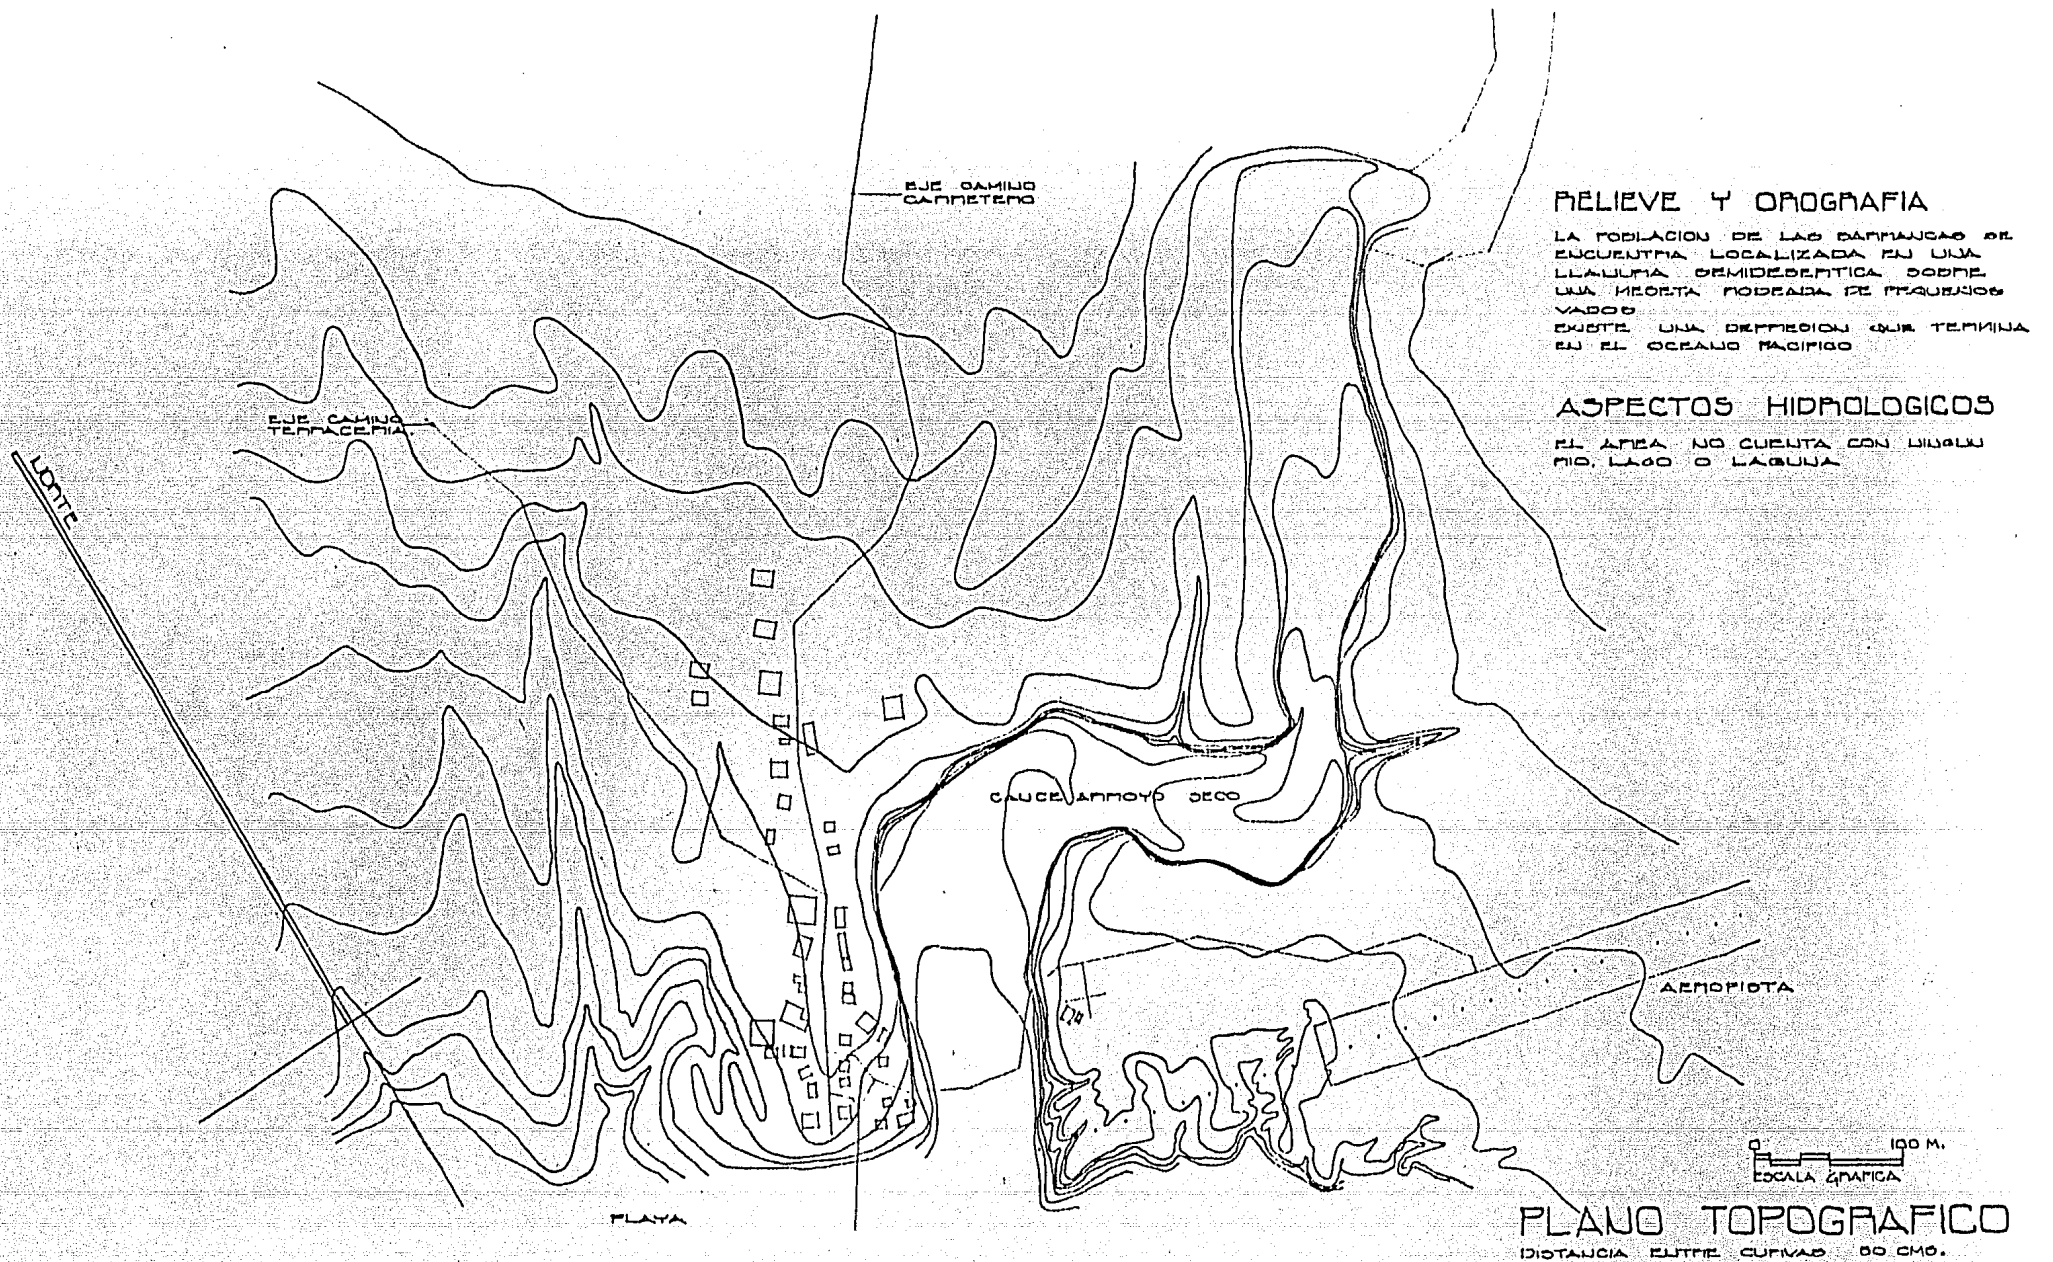 EJE CAMINO
CARRETERO
RELIEVE Y OROGRAFIA
LA POBLACION DE LAS BARRANCAS SE
ENCUENTRA LOCALIZADA EN UNA
LLANURA SEMIDESERTICA SOBRE
UNA MESETA RODEADA DE PEQUEÑOS
VADOS
EXISTE UNA DEPRESION QUE TERMINA
EN EL OCEANO PACIFICO
ASPECTOS HIDROLOGICOS
EL AREA NO CUENTA CON NINGUN
RIO, LAGO O LAGUNA
EJE CAMINO
TERRACERIA
NORTE
CAUCE ARROYO SECO
AEROPISTA
0 100 M.
ESCALA GRAFICA
PLAYA
PLANO TOPOGRAFICO
DISTANCIA ENTRE CURVAS 50 CMS.